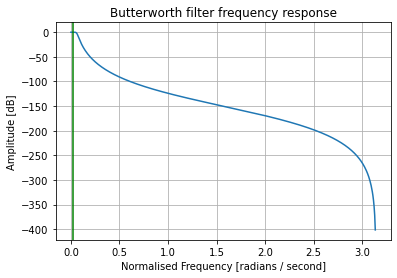 Butterworth filter frequency response
Amplitude [dB]
0
−50
−100
−150
−200
−250
−300
−350
−400
0.0 0.5 1.0 1.5 2.0 2.5 3.0
Normalised Frequency [radians / second]